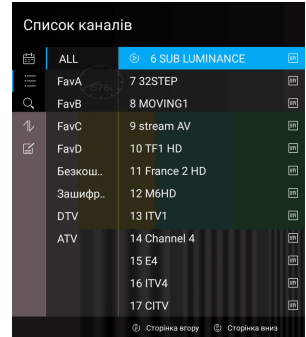 Список каналів
ALL
FavA
FavB
FavC
FavD
Безкош..
Зашифр..
DTV
ATV
6 SUB LUMINANCE
7 32STEP
8 MOVING1
9 stream AV
10 TF1 HD
11 France 2 HD
12 M6HD
13 ITV1
14 Channel 4
15 E4
16 ITV4
17 CITV
Сторінка вгору
Сторінка вниз